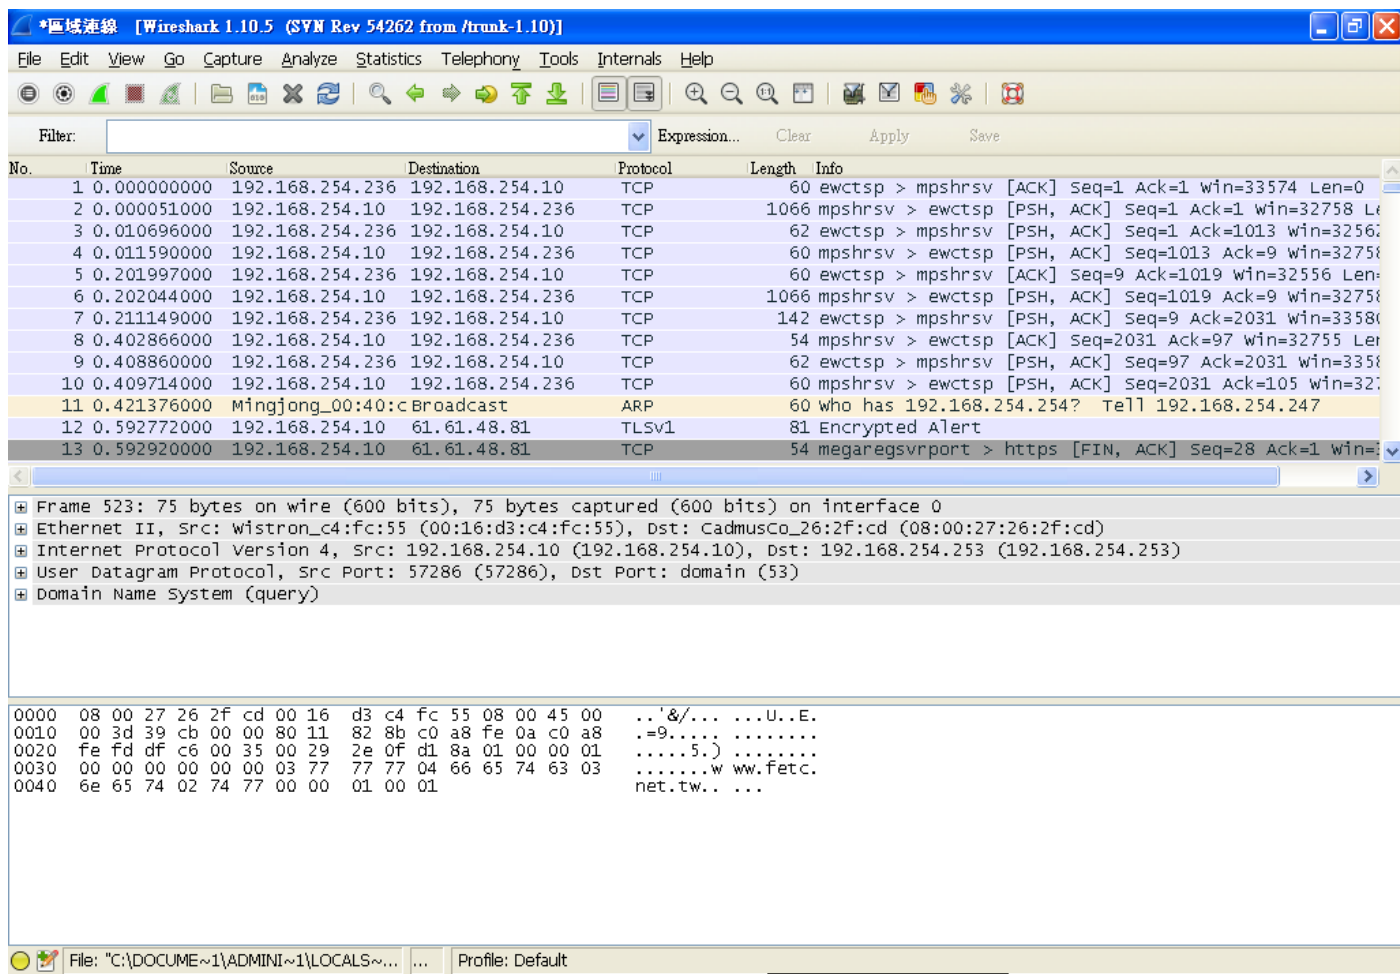 *區域連線 [Wireshark 1.10.5 (SVN Rev 54262 from /trunk-1.10)]
File Edit View Go Capture Analyze Statistics Telephony Tools Internals Help
Filter: Expression... Clear Apply Save
No. Time Source Destination Protocol Length Info
1 0.000000000 192.168.254.236 192.168.254.10 TCP 60 ewctsp > mpshrsv [ACK] Seq=1 Ack=1 Win=33574 Len=0
2 0.000051000 192.168.254.10 192.168.254.236 TCP 1066 mpshrsv > ewctsp [PSH, ACK] Seq=1 Ack=1 Win=32758 Le
3 0.010696000 192.168.254.236 192.168.254.10 TCP 62 ewctsp > mpshrsv [PSH, ACK] Seq=1 Ack=1013 Win=32562
4 0.011590000 192.168.254.10 192.168.254.236 TCP 60 mpshrsv > ewctsp [PSH, ACK] Seq=1013 Ack=9 Win=32758
5 0.201997000 192.168.254.236 192.168.254.10 TCP 60 ewctsp > mpshrsv [ACK] Seq=9 Ack=1019 Win=32556 Len=
6 0.202044000 192.168.254.10 192.168.254.236 TCP 1066 mpshrsv > ewctsp [PSH, ACK] Seq=1019 Ack=9 Win=32758
7 0.211149000 192.168.254.236 192.168.254.10 TCP 142 ewctsp > mpshrsv [PSH, ACK] Seq=9 Ack=2031 Win=33580
8 0.402866000 192.168.254.10 192.168.254.236 TCP 54 mpshrsv > ewctsp [ACK] Seq=2031 Ack=97 Win=32755 Len
9 0.408860000 192.168.254.236 192.168.254.10 TCP 62 ewctsp > mpshrsv [PSH, ACK] Seq=97 Ack=2031 Win=3358
10 0.409714000 192.168.254.10 192.168.254.236 TCP 60 mpshrsv > ewctsp [PSH, ACK] Seq=2031 Ack=105 Win=327
11 0.421376000 Mingjong_00:40:c Broadcast ARP 60 Who has 192.168.254.254? Tell 192.168.254.247
12 0.592772000 192.168.254.10 61.61.48.81 TLSv1 81 Encrypted Alert
13 0.592920000 192.168.254.10 61.61.48.81 TCP 54 megaregsvrport > https [FIN, ACK] Seq=28 Ack=1 Win=
Frame 523: 75 bytes on wire (600 bits), 75 bytes captured (600 bits) on interface 0
Ethernet II, Src: Wistron_c4:fc:55 (00:16:d3:c4:fc:55), Dst: CadmusCo_26:2f:cd (08:00:27:26:2f:cd)
Internet Protocol Version 4, Src: 192.168.254.10 (192.168.254.10), Dst: 192.168.254.253 (192.168.254.253)
User Datagram Protocol, Src Port: 57286 (57286), Dst Port: domain (53)
Domain Name System (query)
0000 08 00 27 26 2f cd 00 16 d3 c4 fc 55 08 00 45 00 ..'&/... ...U..E.
0010 00 3d 39 cb 00 00 80 11 82 8b c0 a8 fe 0a c0 a8 .=9..... ........
0020 fe fd df c6 00 35 00 29 2e 0f d1 8a 01 00 00 01 .....5.) ........
0030 00 00 00 00 00 00 03 77 77 77 04 66 65 74 63 03 .......w ww.fetc.
0040 6e 65 74 02 74 77 00 00 01 00 01 net.tw.. ...
File: "C:\DOCUME~1\ADMINI~1\LOCALS~... ... Profile: Default